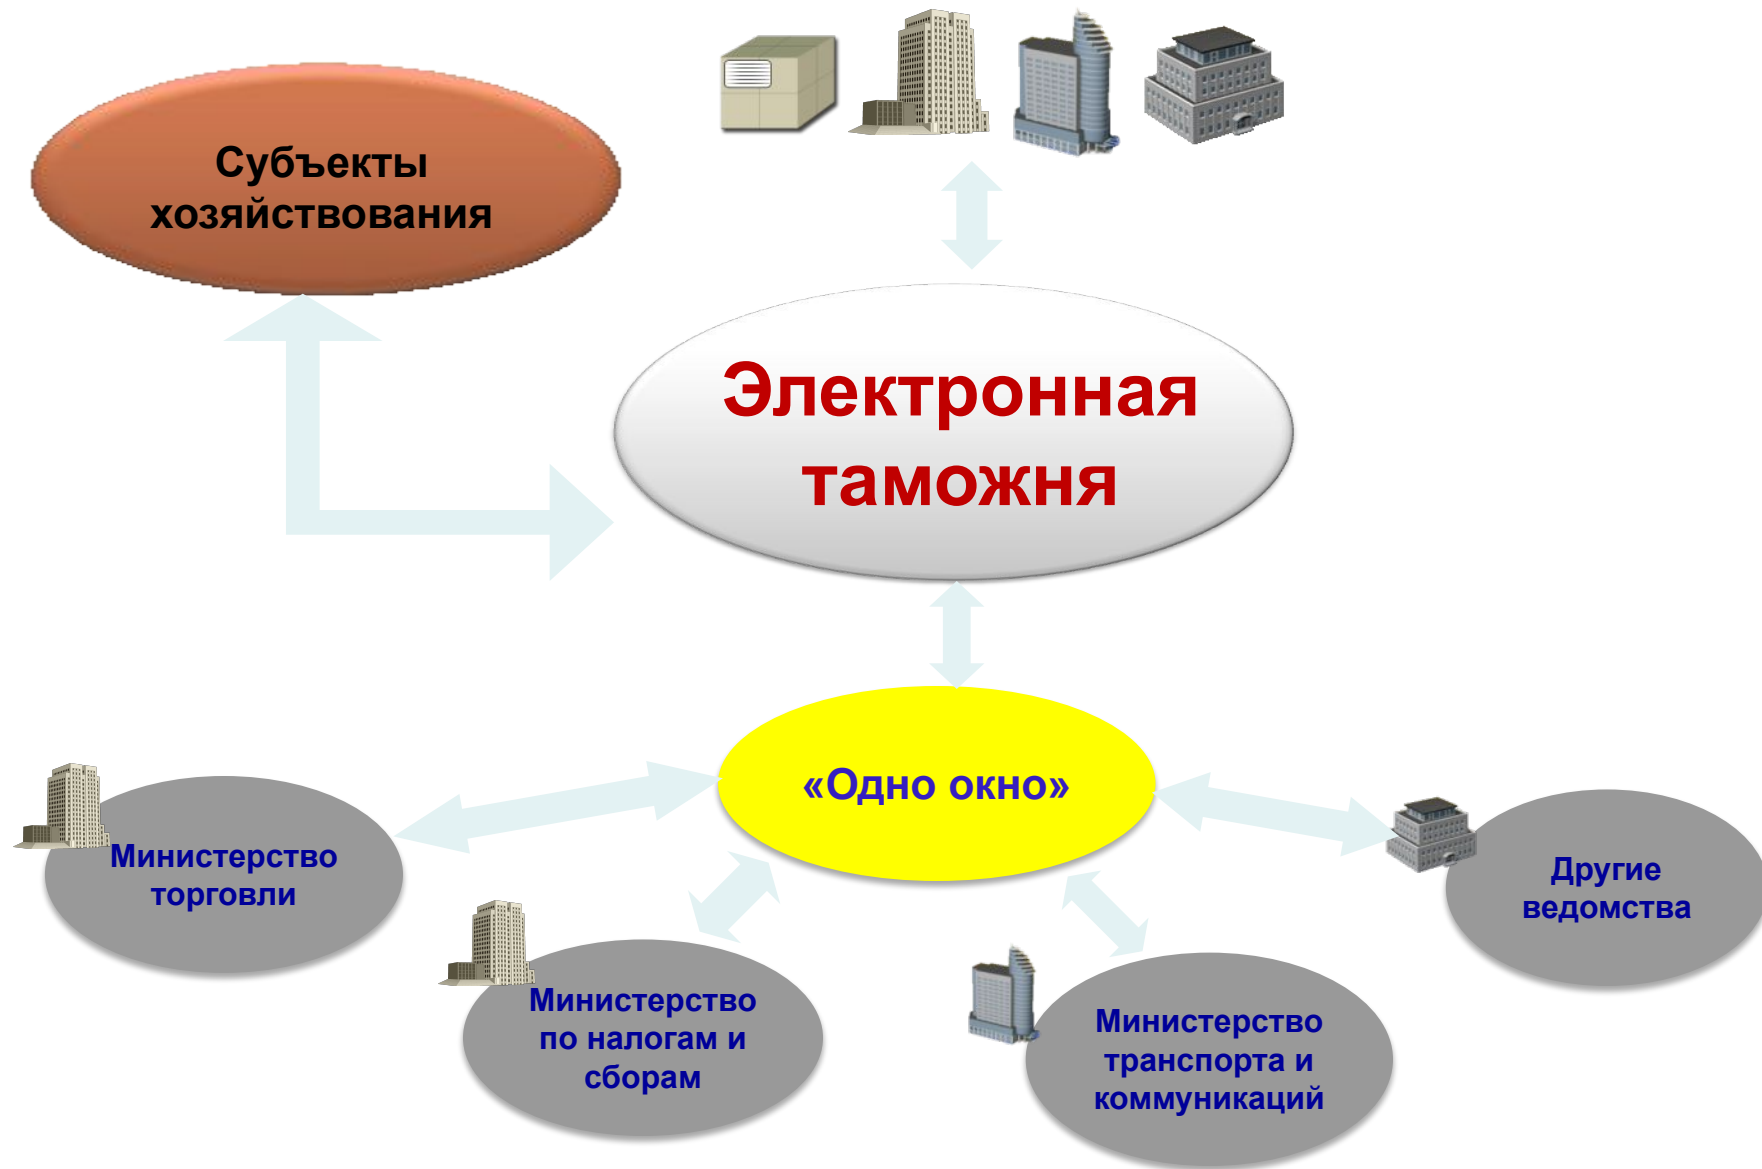 Субъекты
хозяйствования
Электронная
таможня
«Одно окно»
Министерство
торговли
Министерство
по налогам и
сборам
Министерство
транспорта и
коммуникаций
Другие
ведомства